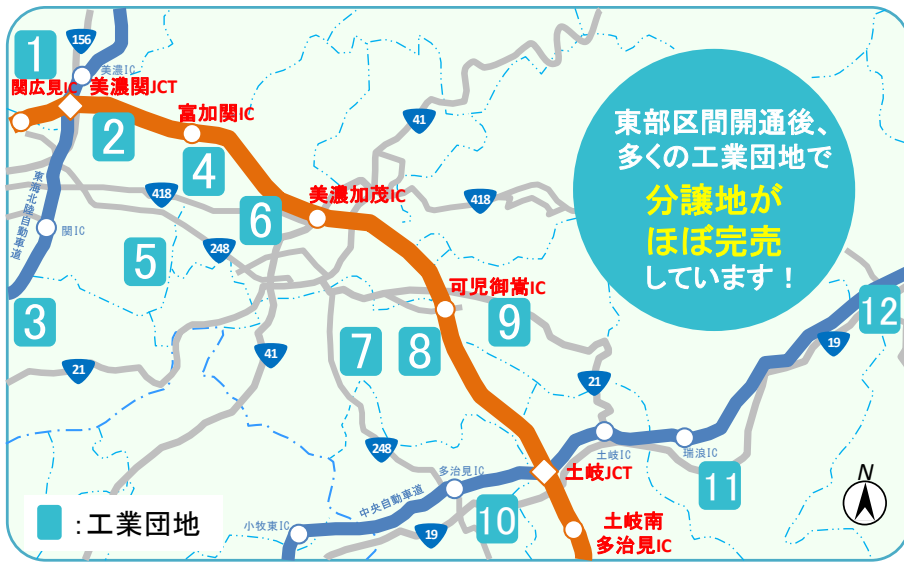 1
156
美濃IC
関広見IC
美濃関JCT
2
富加関IC
41
東部区間開通後、
多くの工業団地で
分譲地が
ほぼ完売
しています！
4
418
418
東海北陸自動車道
美濃加茂IC
6
関IC
248
5
可児御嵩IC
3
12
9
7
8
19
41
21
21
248
土岐IC
瑞浪IC
多治見IC
土岐JCT
11
中央自動車道
10
土岐南
多治見IC
小牧東IC
19
N
：工業団地